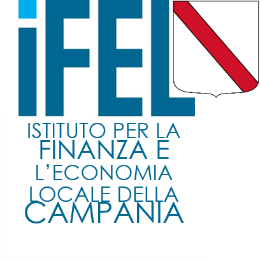 iFEL
ISTITUTO PER LA
FINANZA E
L'ECONOMIA
LOCALE DELLA
CAMPANIA